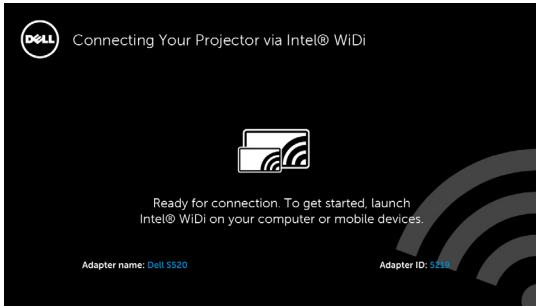 DELL
Connecting Your Projector via Intel® WiDi
Ready for connection. To get started, launch
Intel® WiDi on your computer or mobile devices.
Adapter name: Dell S520
Adapter ID: 5219